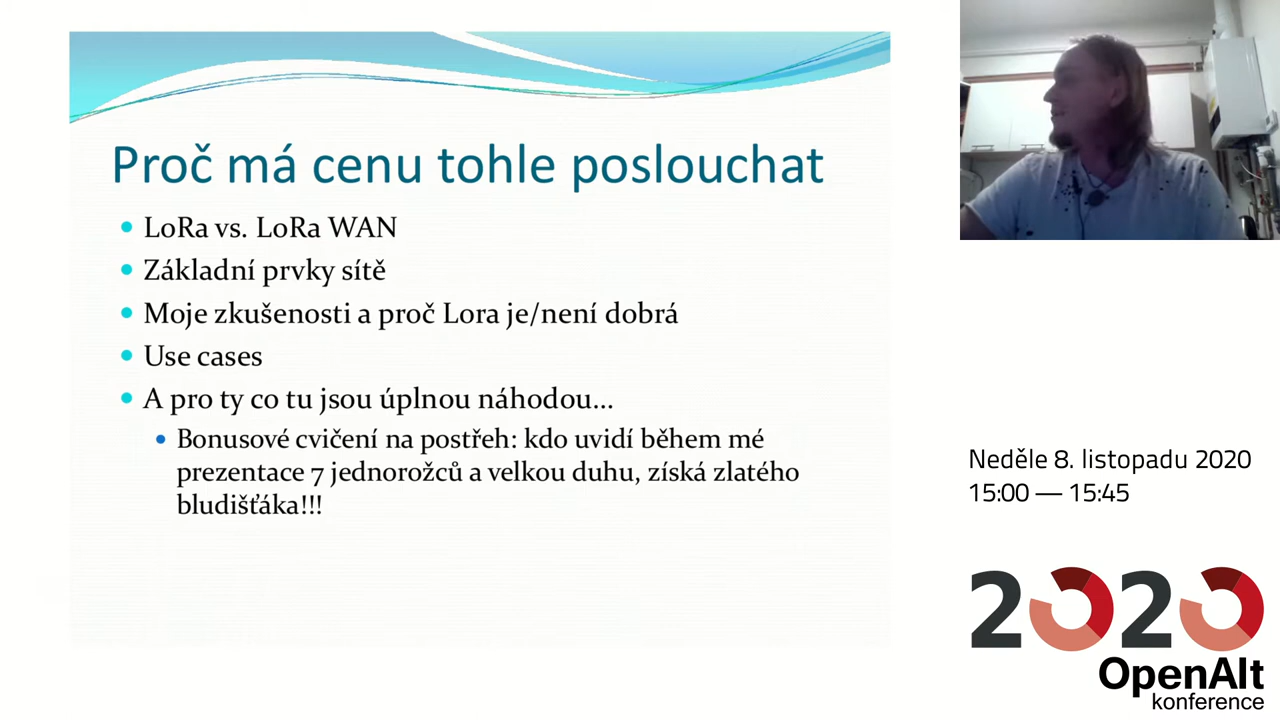 Proč má cenu tohle poslouchat
LoRa vs. LoRa WAN
Základní prvky sítě
Moje zkušenosti a proč Lora je/není dobrá
Use cases
A pro ty co tu jsou úplnou náhodou...
Bonusové cvičení na postřeh: kdo uvidí během mé
prezentace 7 jednorožců a velkou duhu, získá zlatého
bludišťáka!!!
Neděle 8. listopadu 2020
15:00 — 15:45
2020
OpenAlt
konference